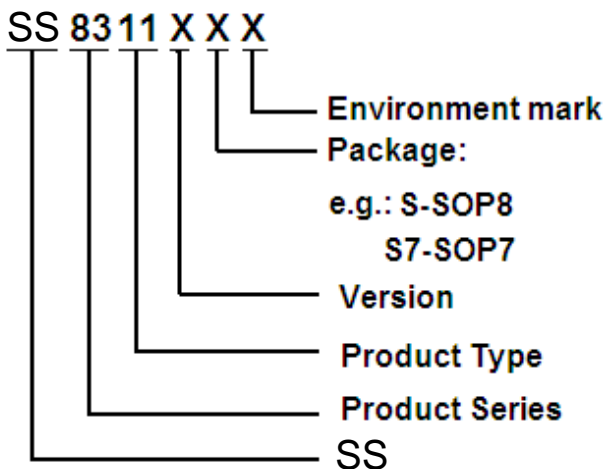 SS 83 11 X X X
Environment mark
Package:
e.g.: S-SOP8
S7-SOP7
Version
Product Type
Product Series
SS